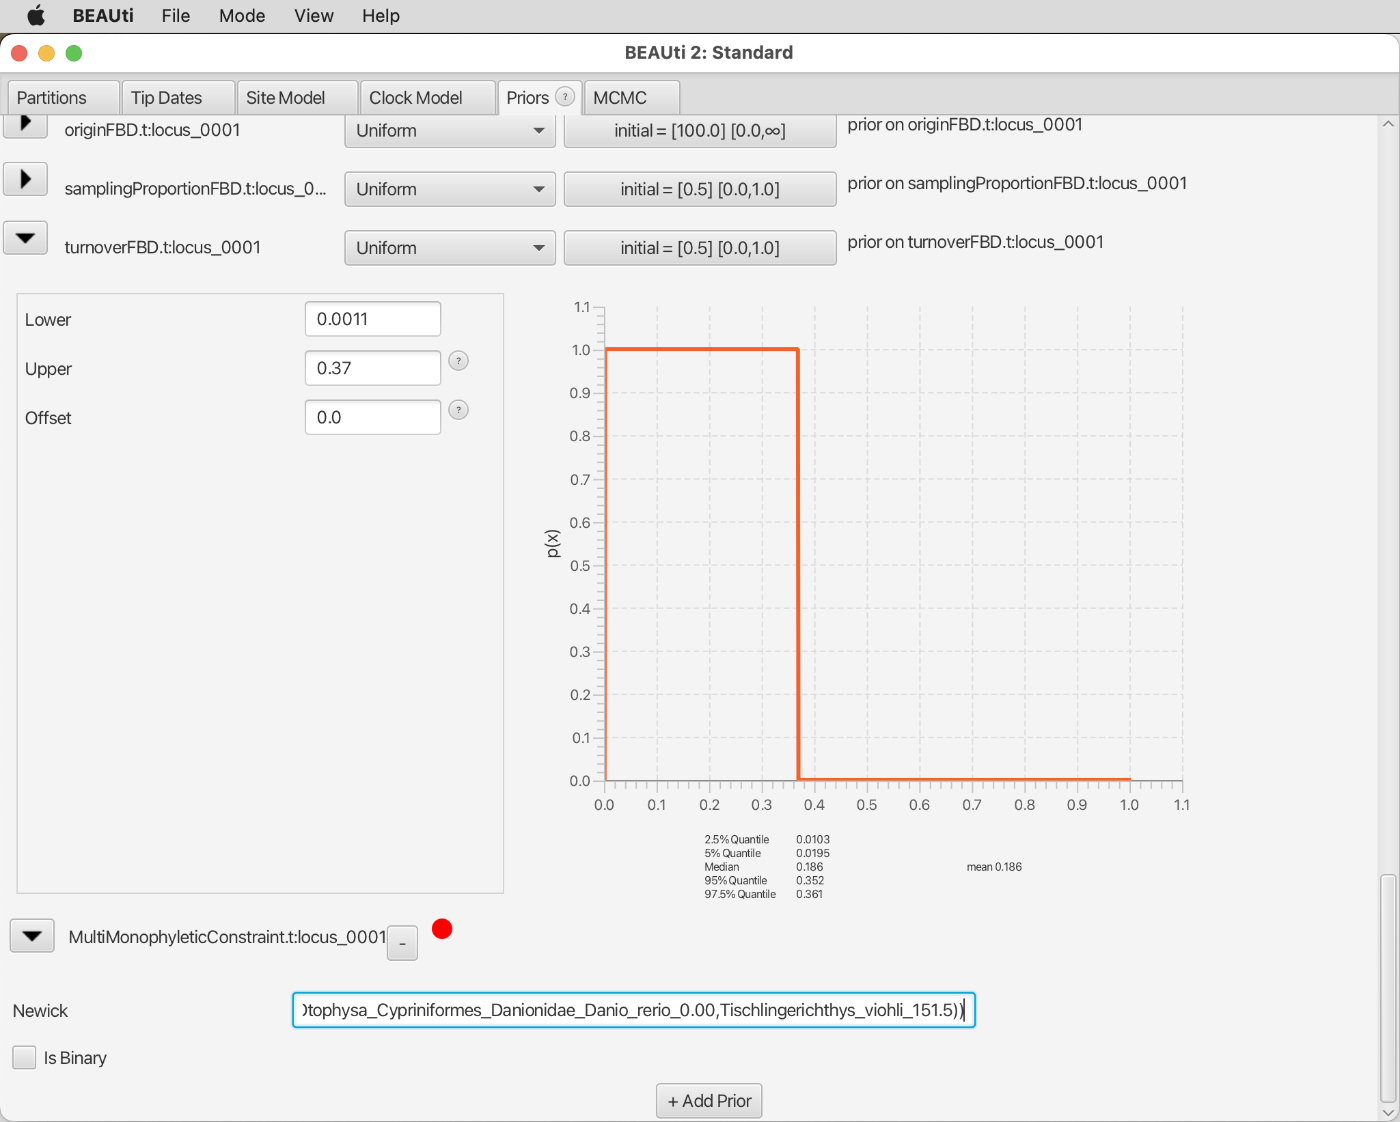 BEAUti File Mode View Help
BEAUti 2: Standard
Partitions Tip Dates Site Model Clock Model Priors ? MCMC
originFBD.t:locus_0001 Uniform initial = [100.0] [0.0,∞] prior on originFBD.t:locus_0001
samplingProportionFBD.t:locus_0... Uniform initial = [0.5] [0.0,1.0] prior on samplingProportionFBD.t:locus_0001
turnoverFBD.t:locus_0001 Uniform initial = [0.5] [0.0,1.0] prior on turnoverFBD.t:locus_0001
Lower 0.0011
Upper 0.37 ?
Offset 0.0 ?
1.1
1.0
0.9
0.8
0.7
0.6
0.5
0.4
0.3
0.2
0.1
0.0
p(x)
0.0 0.1 0.2 0.3 0.4 0.5 0.6 0.7 0.8 0.9 1.0 1.1
2.5% Quantile 0.0103
5% Quantile 0.0195
Median 0.186 mean 0.186
95% Quantile 0.352
97.5% Quantile 0.361
MultiMonophyleticConstraint.t:locus_0001 -
Newick Otophysa_Cypriniformes_Danionidae_Danio_rerio_0.00,Tischlingerichthys_viohli_151.5))
Is Binary
+ Add Prior